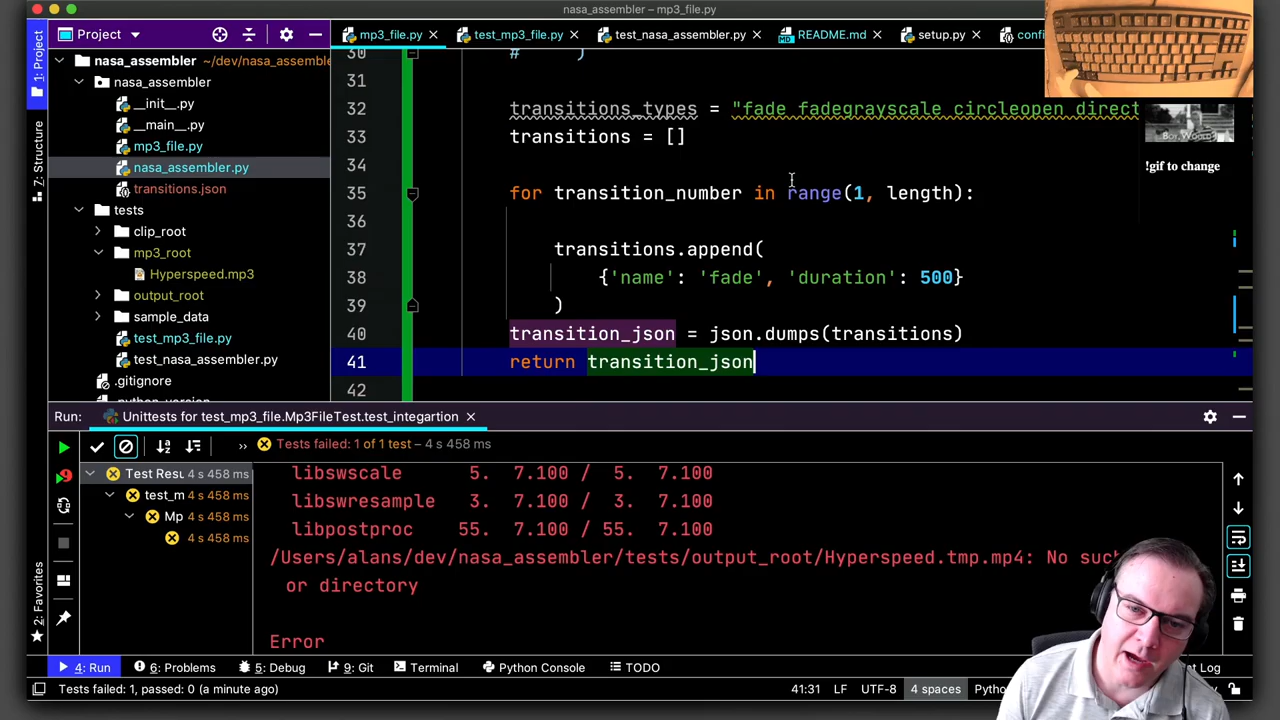 nasa_assembler – mp3_file.py
Project
mp3_file.py
test_mp3_file.py
test_nasa_assembler.py
README.md
setup.py
confi
1: Project
7: Structure
2: Favorites
nasa_assembler ~/dev/nasa_assemble
nasa_assembler
__init__.py
__main__.py
mp3_file.py
nasa_assembler.py
transitions.json
tests
clip_root
mp3_root
Hyperspeed.mp3
output_root
sample_data
test_mp3_file.py
test_nasa_assembler.py
.gitignore
.python_version
30 # )
31
32 transitions_types = "fade fadegrayscale circleopen direct
33 transitions = []
34
35 for transition_number in range(1, length):
36
37 transitions.append(
38 {'name': 'fade', 'duration': 500}
39 )
40 transition_json = json.dumps(transitions)
41 return transition_json
42
!gif to change
Run: Unittests for test_mp3_file.Mp3FileTest.test_integartion
Tests failed: 1 of 1 test – 4 s 458 ms
Test Resu 4 s 458 ms
test_m 4 s 458 ms
Mp 4 s 458 ms
4 s 458 ms
libswscale 5. 7.100 / 5. 7.100
libswresample 3. 7.100 / 3. 7.100
libpostproc 55. 7.100 / 55. 7.100
/Users/alans/dev/nasa_assembler/tests/output_root/Hyperspeed.tmp.mp4: No suc
or directory
Error
4: Run
6: Problems
5: Debug
9: Git
Terminal
Python Console
TODO
t Log
Tests failed: 1, passed: 0 (a minute ago)
41:31
LF
UTF-8
4 spaces
Pytho